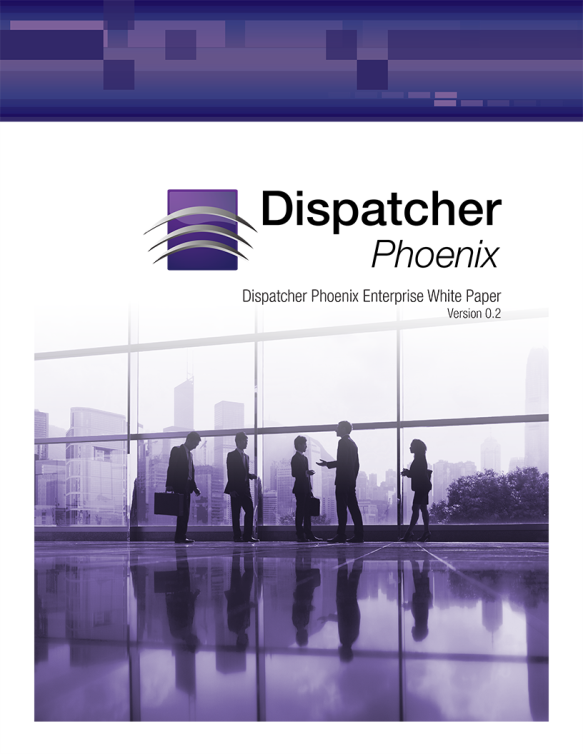 Dispatcher
Phoenix
Dispatcher Phoenix Enterprise White Paper
Version 0.2